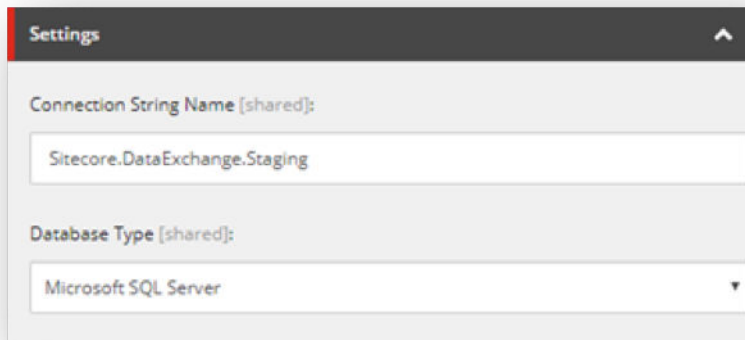 Settings
Connection String Name [shared]:
Sitecore.DataExchange.Staging
Database Type [shared]:
Microsoft SQL Server